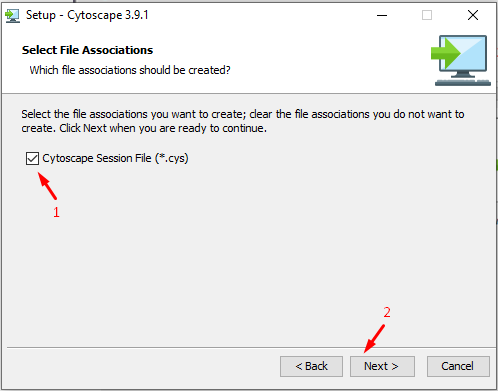 Setup - Cytoscape 3.9.1
Select File Associations
Which file associations should be created?
Select the file associations you want to create; clear the file associations you do not want to
create. Click Next when you are ready to continue.
Cytoscape Session File (*.cys)
1
2
< Back
Next >
Cancel